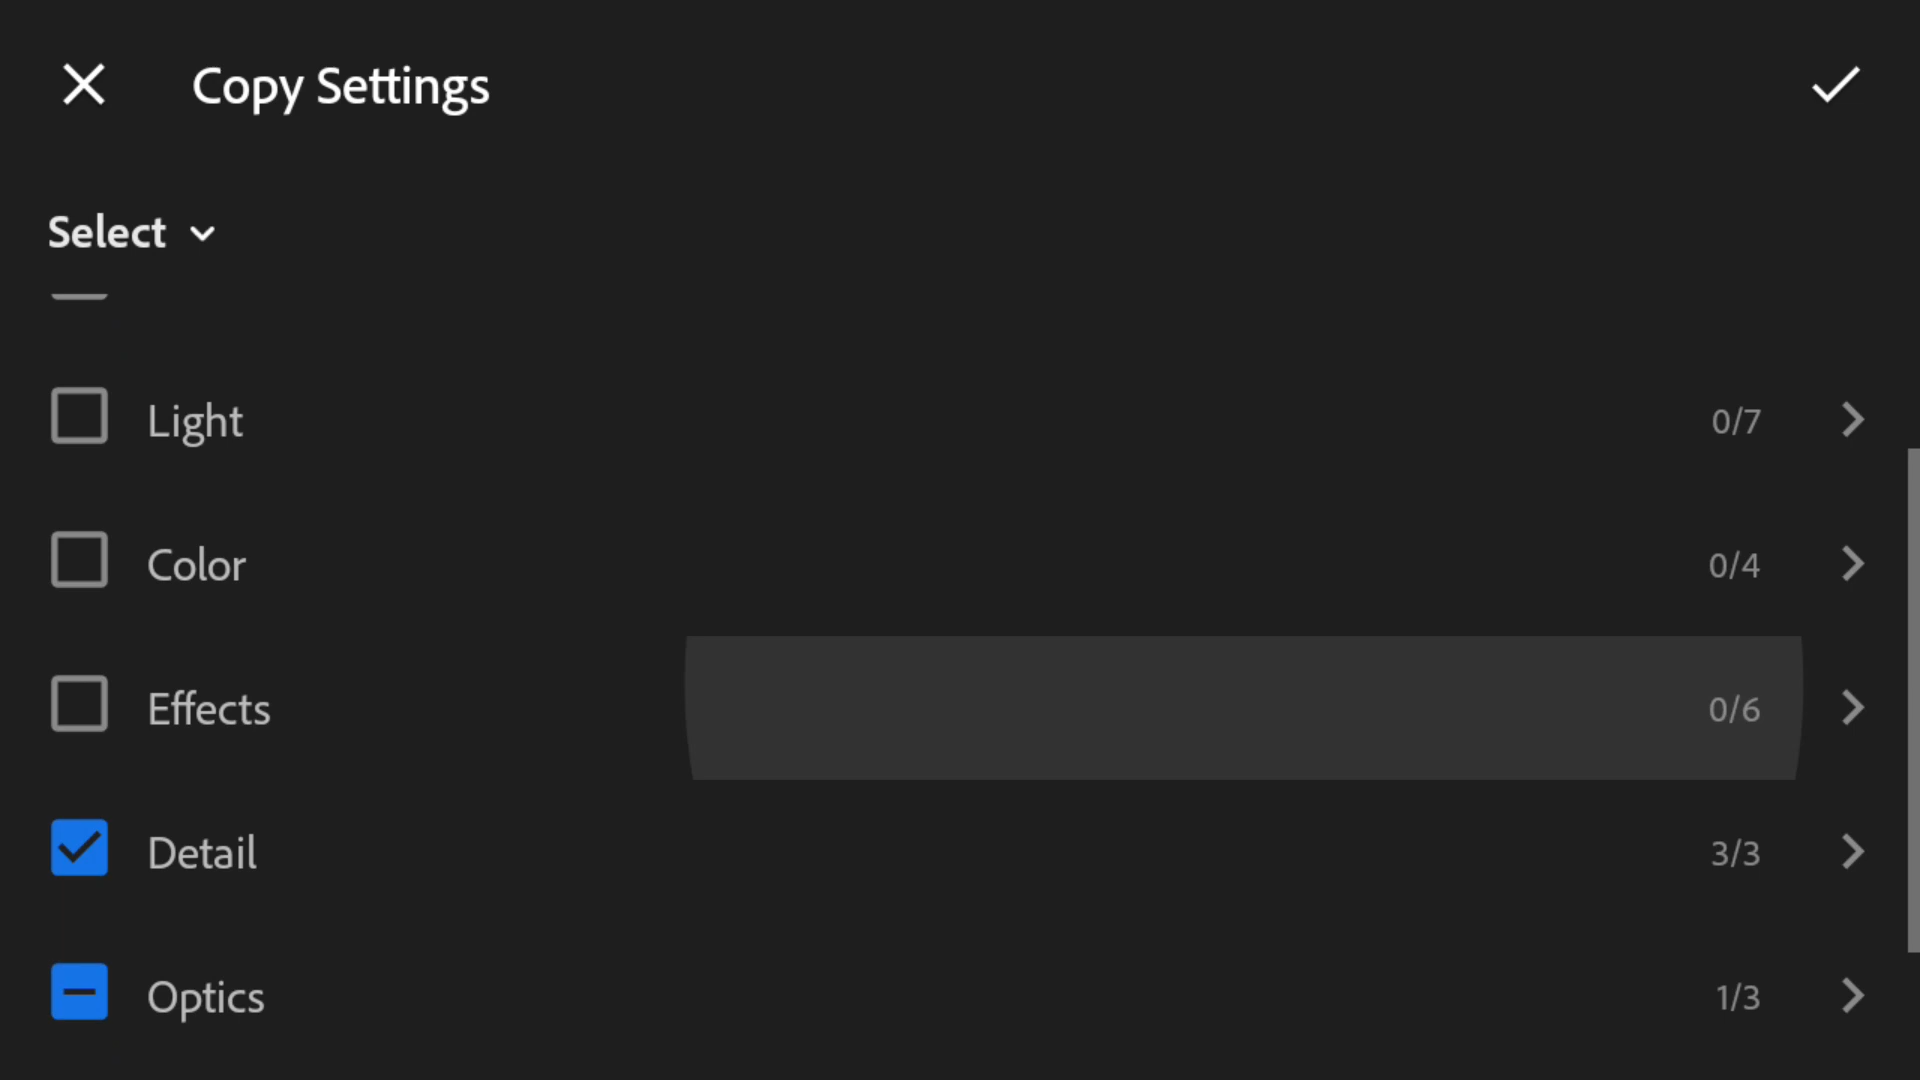 Copy Settings
Select
Light 0/7
Color 0/4
Effects 0/6
Detail 3/3
Optics 1/3